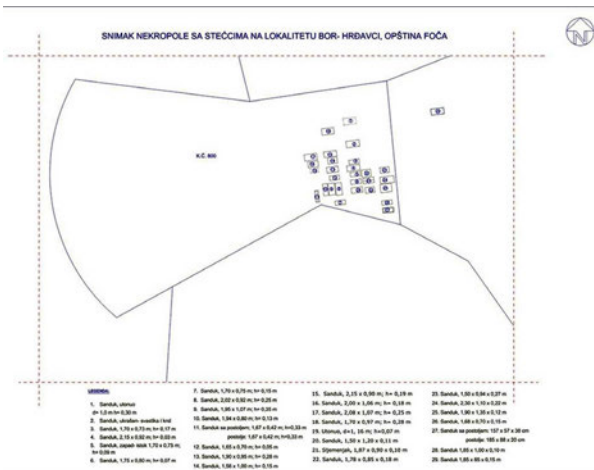 SNIMAK NEKROPOLE SA STEĆCIMA NA LOKALITETU BOR- HRĐAVCI, OPŠTINA FOČA
K.Č. 800
LEGENDA:
1. Sanduk, utonuo
d= 1,0 m h= 0,30 m
2. Sanduk, ukrašen svastika i krst
3. Sanduk, 1,70 x 0,73 m; h= 0,17 m
4. Sanduk, 2,15 x 0,92 m; h= 0,03 m
5. Sanduk, zapad- istok 1,70 x 0,73 m;
h= 0,09 m
6. Sanduk, 1,75 x 0,80 m; h= 0,07 m
7. Sanduk, 1,70 x 0,75 m; h= 0,15 m
8. Sanduk, 2,02 x 0,92 m; h= 0,25 m
9. Sanduk, 1,95 x 1,07 m; h= 0,20 m
10. Sanduk, 1,94 x 0,80 m; h= 0,13 m
11. Sanduk sa postoljem; 1,67 x 0,42 m; h=0,33 m
postolje: 1,67 x 0,42 m; h=0,22 m
12. Sanduk, 1,65 x 0,70 m; h= 0,05 m
13. Sanduk, 1,90 x 0,95 m; h= 0,28 m
14. Sanduk, 1,58 x 1,80 m; h= 0,15 m
15. Sanduk, 2,15 x 0,90 m; h= 0,19 m
16. Sanduk, 2,00 x 1,06 m; h= 0,18 m
17. Sanduk, 2,08 x 1,07 m; h= 0,25 m
18. Sanduk, 1,70 x 0,97 m; h= 0,28 m
19. Utonuo, d=1, 16 m; h=0,07 m
20. Sanduk, 1,50 x 1,20 x 0,11 m
21. Sljemenjak, 1,87 x 0,93 x 0,10 m
22. Sanduk, 1,76 x 0,85 x 0,18 m
23. Sanduk, 1,50 x 0,94 x 0,27 m
24. Sanduk, 2,30 x 1,10 x 0,22 m
25. Sanduk, 1,90 x 1,35 x 0,12 m
26. Sanduk, 1,68 x 0,70 x 0,15 m
27. Sanduk sa postoljem: 157 x 57 x 38 cm
postolje: 185 x 88 x 20 cm
28. Sanduk, 1,85 x 1,00 x 0,10 m
29. Sanduk, 1,95 x 85 x 0,15 m